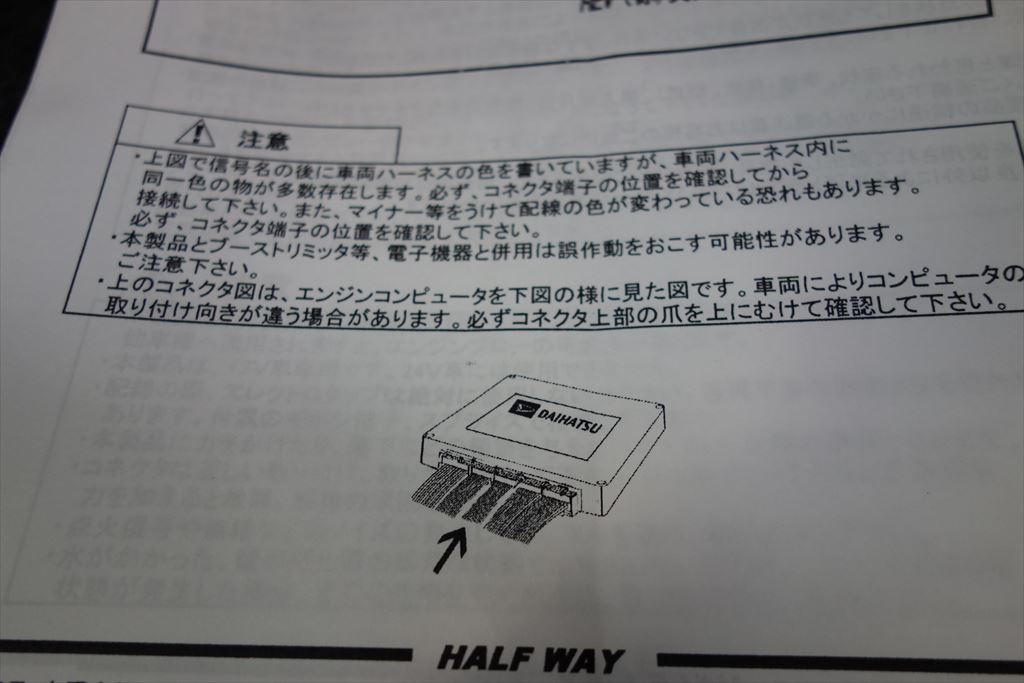 注意
・上図で信号名の後に車両ハーネスの色を書いていますが、車両ハーネス内に
同一色の物が多数存在します。必ず、コネクタ端子の位置を確認してから
接続して下さい。また、マイナー等をうけて配線の色が変わっている恐れもあります。
必ず、コネクタ端子の位置を確認して下さい。
・本製品とブーストリミッタ等、電子機器と併用は誤作動をおこす可能性があります。
ご注意下さい。
・上のコネクタ図は、エンジンコンピュータを下図の様に見た図です。車両によりコンピュータの
取り付け向きが違う場合があります。必ずコネクタ上部の爪を上にむけて確認して下さい。
DAIHATSU
HALF WAY